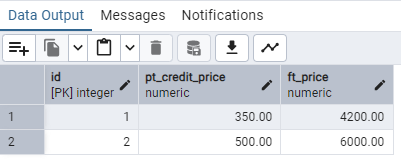 Data Output Messages Notifications
id pt_credit_price ft_price
[PK] integer numeric numeric
1 1 350.00 4200.00
2 2 500.00 6000.00